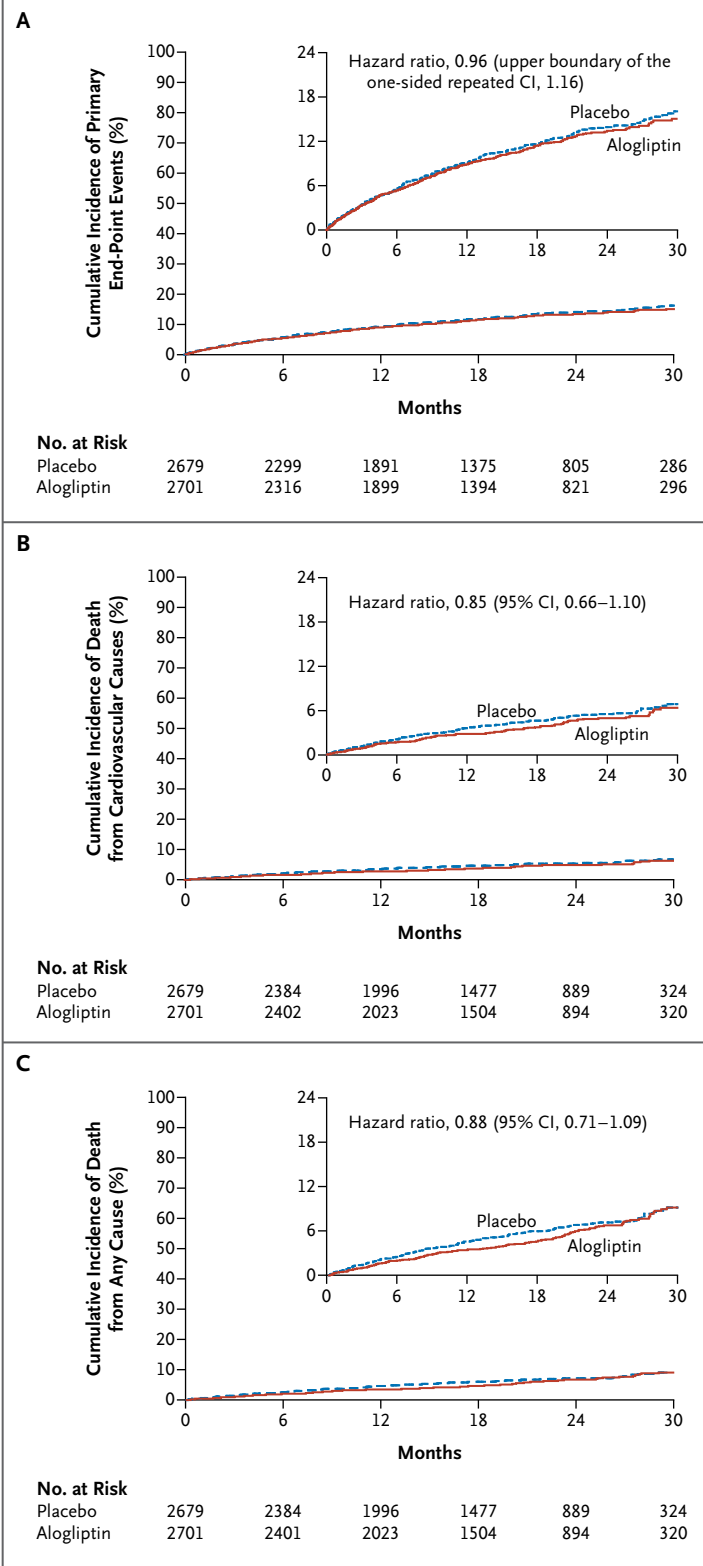 A
Cumulative Incidence of Primary
End-Point Events (%)
100
90
80
70
60
50
40
30
20
10
0
0 6 12 18 24 30
Months
24
18
12
6
0
0 6 12 18 24 30
Hazard ratio, 0.96 (upper boundary of the
one-sided repeated CI, 1.16)
Placebo
Alogliptin
No. at Risk
Placebo 2679 2299 1891 1375 805 286
Alogliptin 2701 2316 1899 1394 821 296
B
Cumulative Incidence of Death
from Cardiovascular Causes (%)
100
90
80
70
60
50
40
30
20
10
0
0 6 12 18 24 30
Months
24
18
12
6
0
0 6 12 18 24 30
Hazard ratio, 0.85 (95% CI, 0.66–1.10)
Placebo
Alogliptin
No. at Risk
Placebo 2679 2384 1996 1477 889 324
Alogliptin 2701 2402 2023 1504 894 320
C
Cumulative Incidence of Death
from Any Cause (%)
100
90
80
70
60
50
40
30
20
10
0
0 6 12 18 24 30
Months
24
18
12
6
0
0 6 12 18 24 30
Hazard ratio, 0.88 (95% CI, 0.71–1.09)
Placebo
Alogliptin
No. at Risk
Placebo 2679 2384 1996 1477 889 324
Alogliptin 2701 2401 2023 1504 894 320